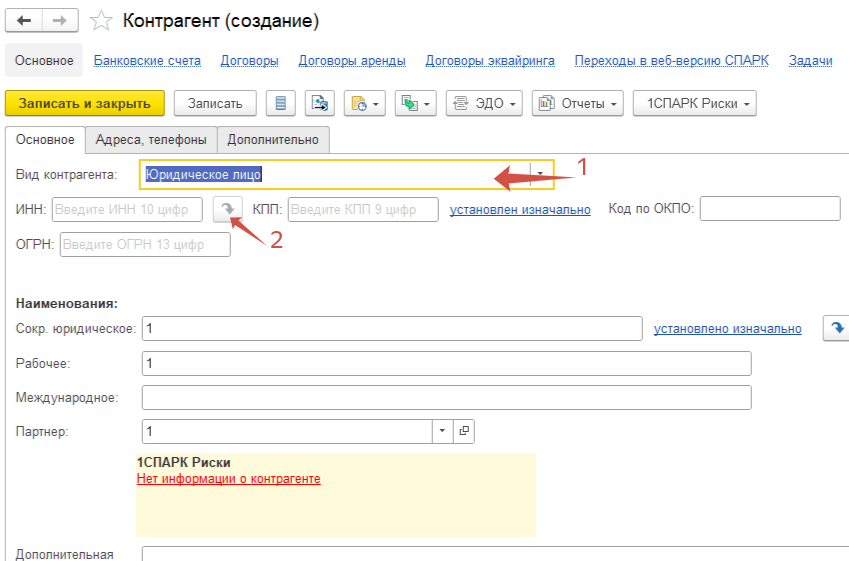 Контрагент (создание)
Основное Банковские счета Договоры Договоры аренды Договоры эквайринга Переходы в веб-версию СПАРК Задачи
Записать и закрыть Записать ЭДО Отчеты 1СПАРК Риски
Основное Адреса, телефоны Дополнительно
Вид контрагента: Юридическое лицо 1
ИНН: Введите ИНН 10 цифр КПП: Введите КПП 9 цифр установлен изначально Код по ОКПО:
2
ОГРН: Введите ОГРН 13 цифр
Наименования:
Сокр. юридическое: 1 установлено изначально
Рабочее: 1
Международное:
Партнер: 1
1СПАРК Риски
Нет информации о контрагенте
Дополнительная